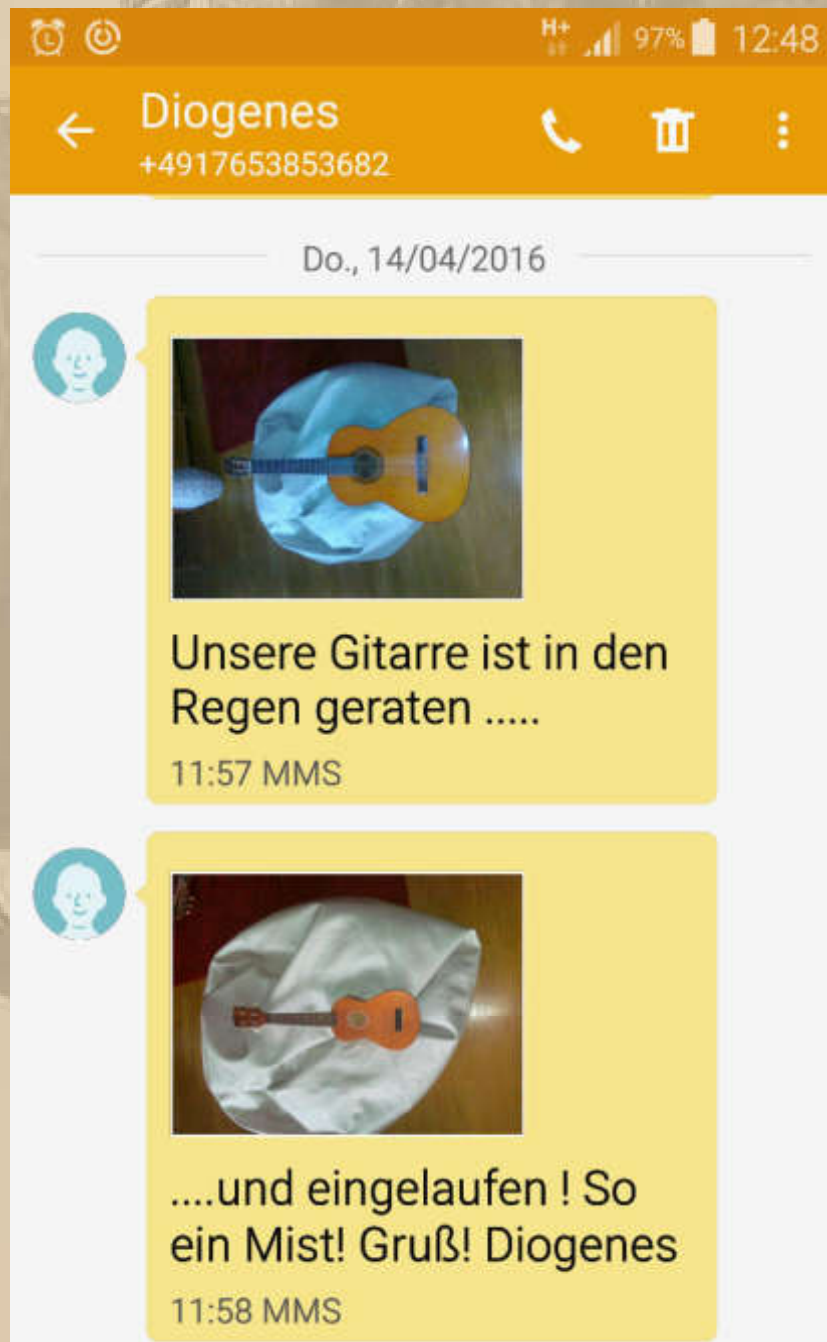 H+ 97% 12:48
Diogenes
+4917653853682
Do., 14/04/2016
Unsere Gitarre ist in den
Regen geraten .....
11:57 MMS
....und eingelaufen ! So
ein Mist! Gruß! Diogenes
11:58 MMS